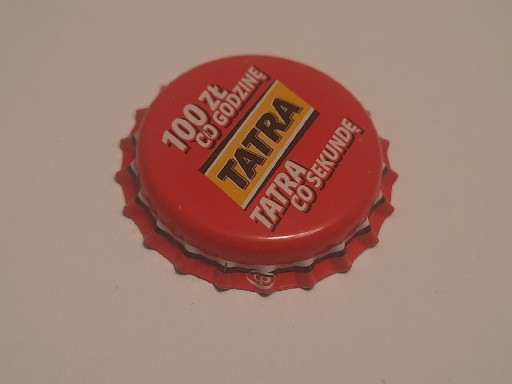 100 ZŁ
CO GODZINĘ
TATRA
TATRA
CO SEKUNDĘ